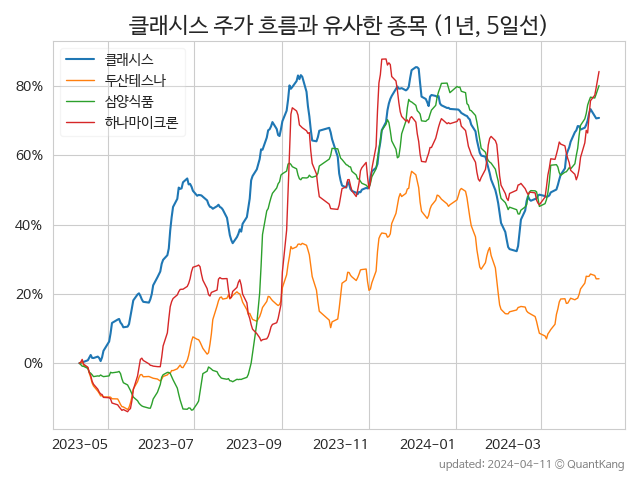 클래시스 주가 흐름과 유사한 종목 (1년, 5일선)
클래시스
두산테스나
삼양식품
하나마이크론
80%
60%
40%
20%
0%
2023-05 2023-07 2023-09 2023-11 2024-01 2024-03
updated: 2024-04-11 © QuantKang